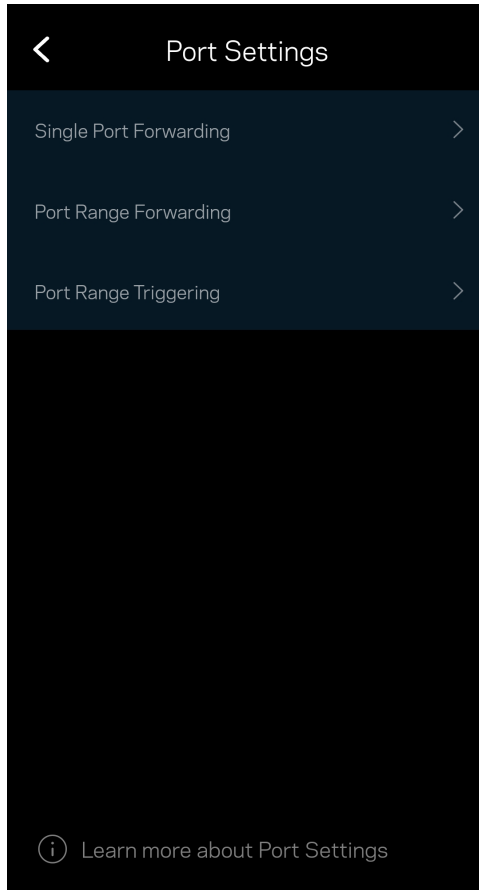 Port Settings
Single Port Forwarding
Port Range Forwarding
Port Range Triggering
Learn more about Port Settings